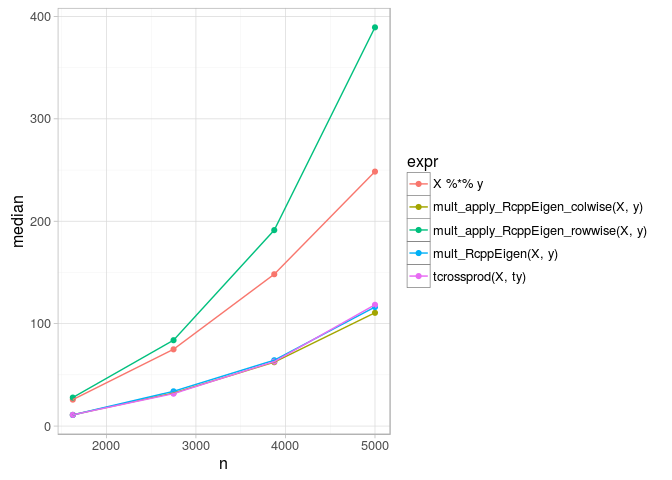 400
300
200
100
0
median
2000
3000
4000
5000
n
expr
X %*% y
mult_apply_RcppEigen_colwise(X, y)
mult_apply_RcppEigen_rowwise(X, y)
mult_RcppEigen(X, y)
tcrossprod(X, ty)